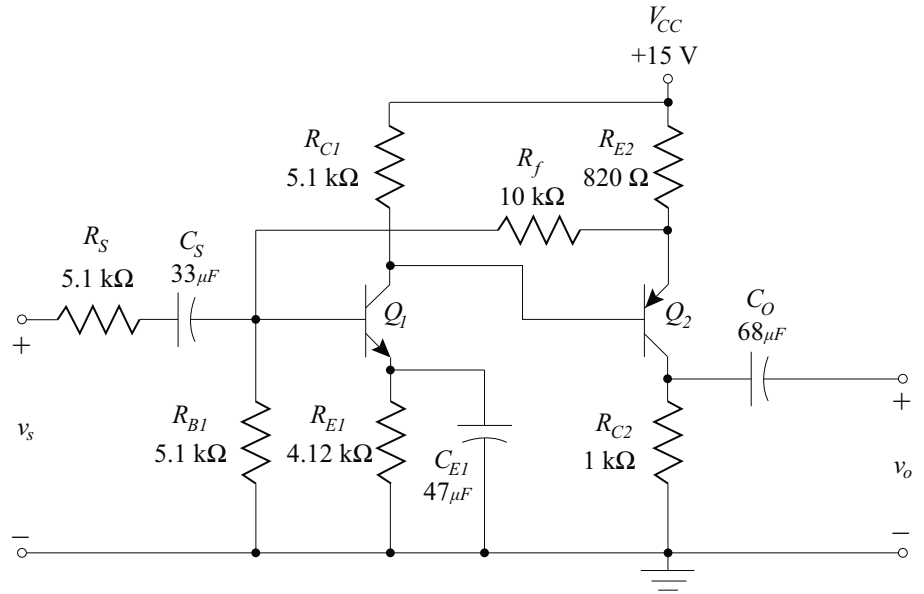 V_CC
+15 V
R_C1
5.1 kΩ
R_f
10 kΩ
R_E2
820 Ω
R_S
5.1 kΩ
C_S
33µF
Q_1
Q_2
C_O
68µF
+
+
v_s
R_B1
5.1 kΩ
R_E1
4.12 kΩ
C_E1
47µF
R_C2
1 kΩ
v_o
−
−